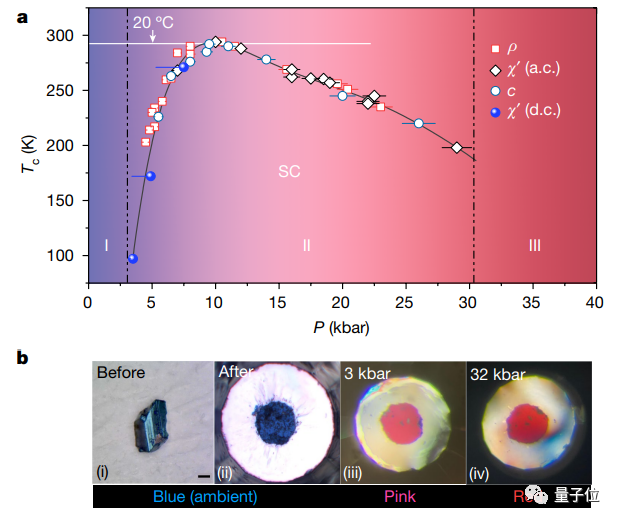 a
20 °C
ρ
χ′ (a.c.)
c
χ′ (d.c.)
SC
I
II
III
300
250
200
150
100
Tc (K)
0
5
10
15
20
25
30
35
40
P (kbar)
b
Before
After
3 kbar
32 kbar
(i)
(ii)
(iii)
(iv)
Blue (ambient)
Pink
量子位